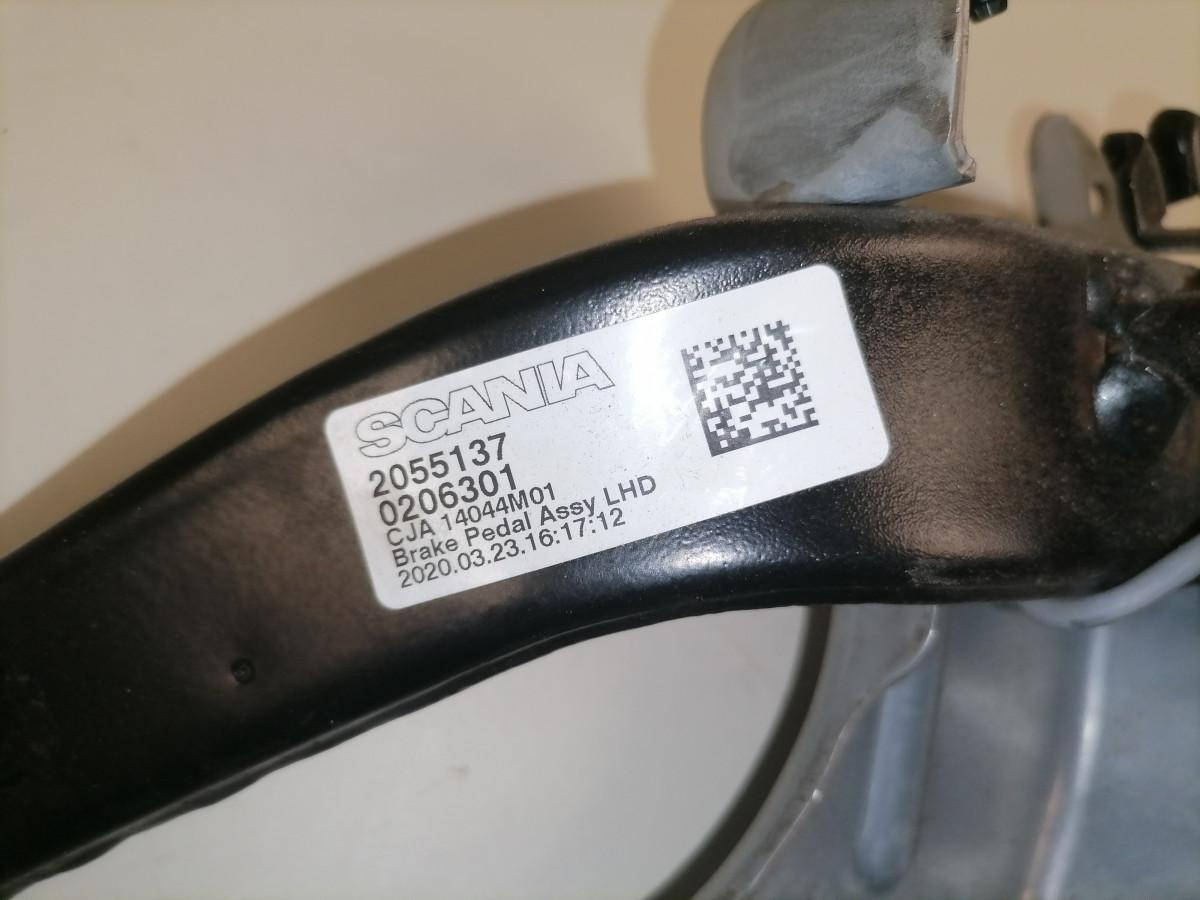 SCANIA
2055137
0206301
CJA 14044M01
Brake Pedal Assy LHD
2020.03.23.16:17:12